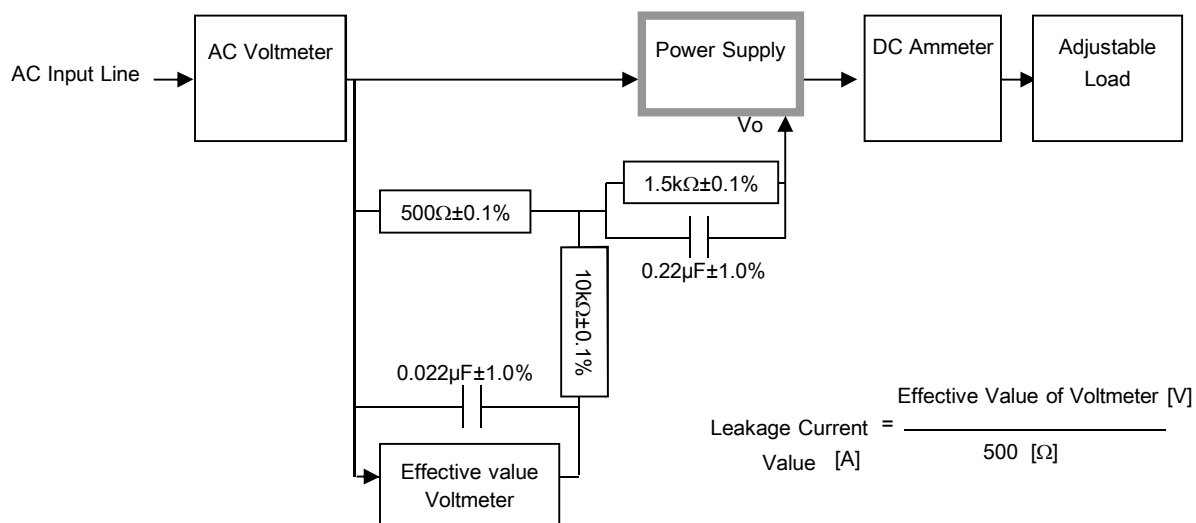 AC Input Line
AC Voltmeter
Power Supply
DC Ammeter
Adjustable
Load
Vo
500Ω±0.1%
1.5kΩ±0.1%
0.22µF±1.0%
10kΩ±0.1%
0.022µF±1.0%
Effective value
Voltmeter
Leakage Current
Value [A]
=
Effective Value of Voltmeter [V]
500 [Ω]